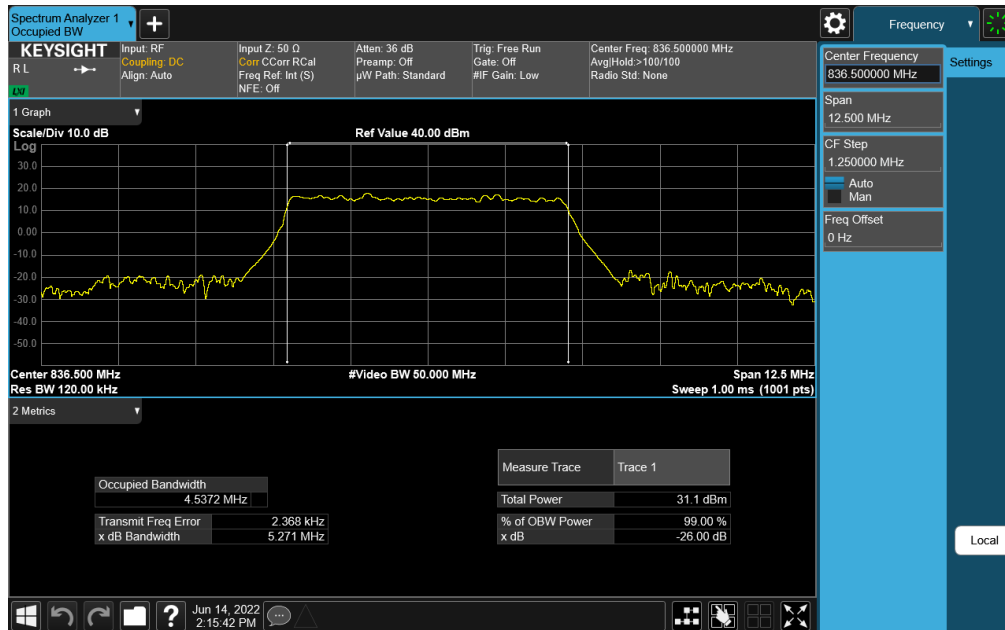 Spectrum Analyzer 1
Occupied BW
Frequency
KEYSIGHT
R L
LXI
Input: RF
Coupling: DC
Align: Auto
Input Z: 50 Ω
Corr CCorr RCal
Freq Ref: Int (S)
NFE: Off
Atten: 36 dB
Preamp: Off
µW Path: Standard
Trig: Free Run
Gate: Off
#IF Gain: Low
Center Freq: 836.500000 MHz
Avg|Hold:>100/100
Radio Std: None
Center Frequency
836.500000 MHz
Settings
Span
12.500 MHz
CF Step
1.250000 MHz
Auto
Man
Freq Offset
0 Hz
Local
1 Graph
Scale/Div 10.0 dB
Ref Value 40.00 dBm
Log
30.0
20.0
10.0
0.00
-10.0
-20.0
-30.0
-40.0
-50.0
Center 836.500 MHz
#Video BW 50.000 MHz
Span 12.5 MHz
Res BW 120.00 kHz
Sweep 1.00 ms (1001 pts)
2 Metrics
Measure Trace
Trace 1
Occupied Bandwidth
4.5372 MHz
Total Power
31.1 dBm
Transmit Freq Error
2.368 kHz
% of OBW Power
99.00 %
x dB Bandwidth
5.271 MHz
x dB
-26.00 dB
?
Jun 14, 2022
2:15:42 PM